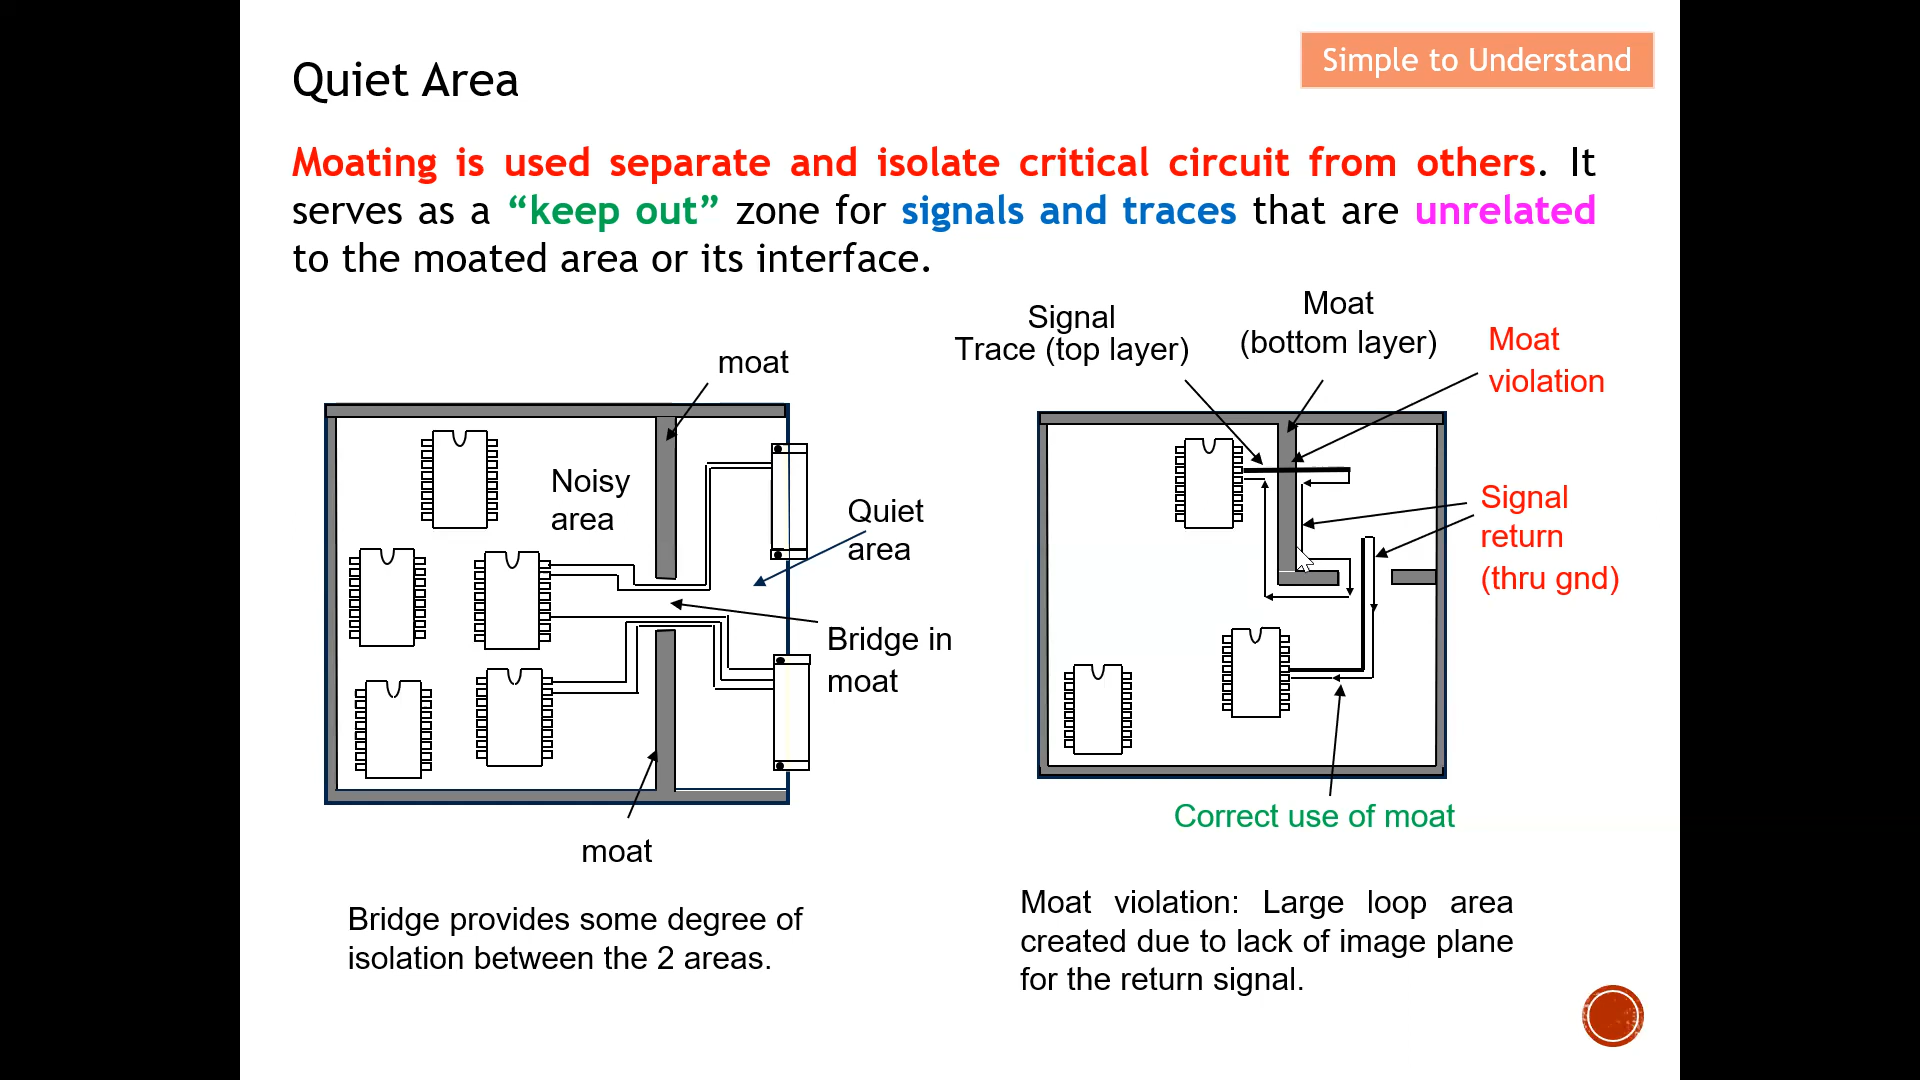 Quiet Area
Simple to Understand
Moating is used separate and isolate critical circuit from others. It
serves as a “keep out” zone for signals and traces that are unrelated
to the moated area or its interface.
moat
Noisy
area
Quiet
area
Bridge in
moat
moat
Bridge provides some degree of
isolation between the 2 areas.
Signal
Trace (top layer)
Moat
(bottom layer)
Moat
violation
Signal
return
(thru gnd)
Correct use of moat
Moat violation: Large loop area
created due to lack of image plane
for the return signal.